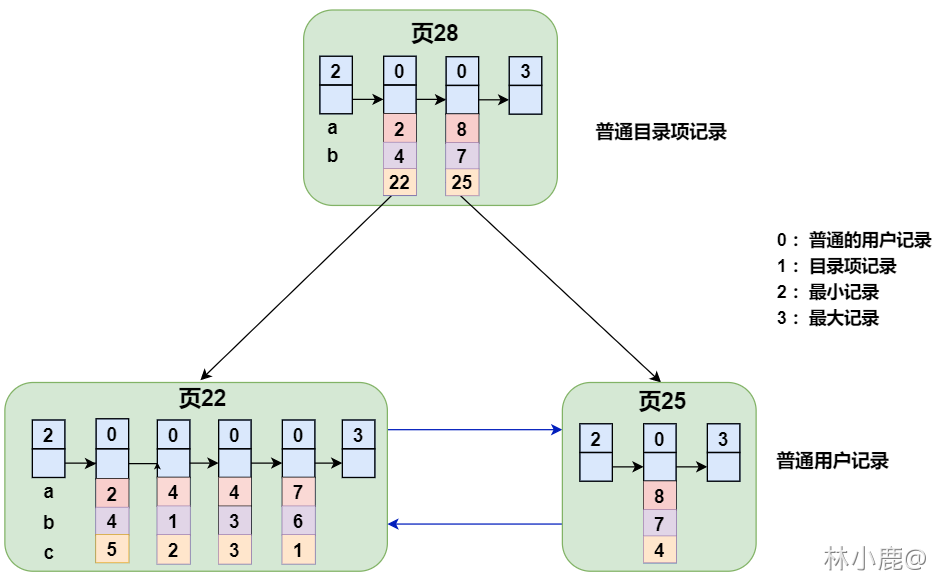 页28
2 0 0 3
a 2 8
b 4 7
22 25
普通目录项记录
0： 普通的用户记录
1： 目录项记录
2： 最小记录
3： 最大记录
页22
2 0 0 0 0 3
a 2 4 4 7
b 4 1 3 6
c 5 2 3 1
页25
2 0 3
8
7
4
普通用户记录
林小鹿@